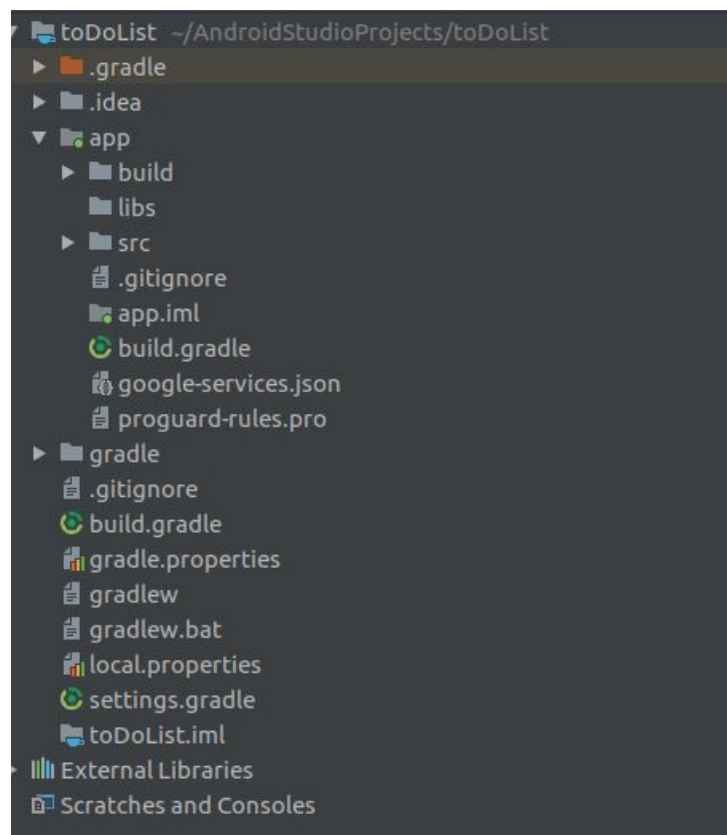 toDoList ~/AndroidStudioProjects/toDoList
.gradle
.idea
app
build
libs
src
.gitignore
app.iml
build.gradle
google-services.json
proguard-rules.pro
gradle
.gitignore
build.gradle
gradle.properties
gradlew
gradlew.bat
local.properties
settings.gradle
toDoList.iml
External Libraries
Scratches and Consoles